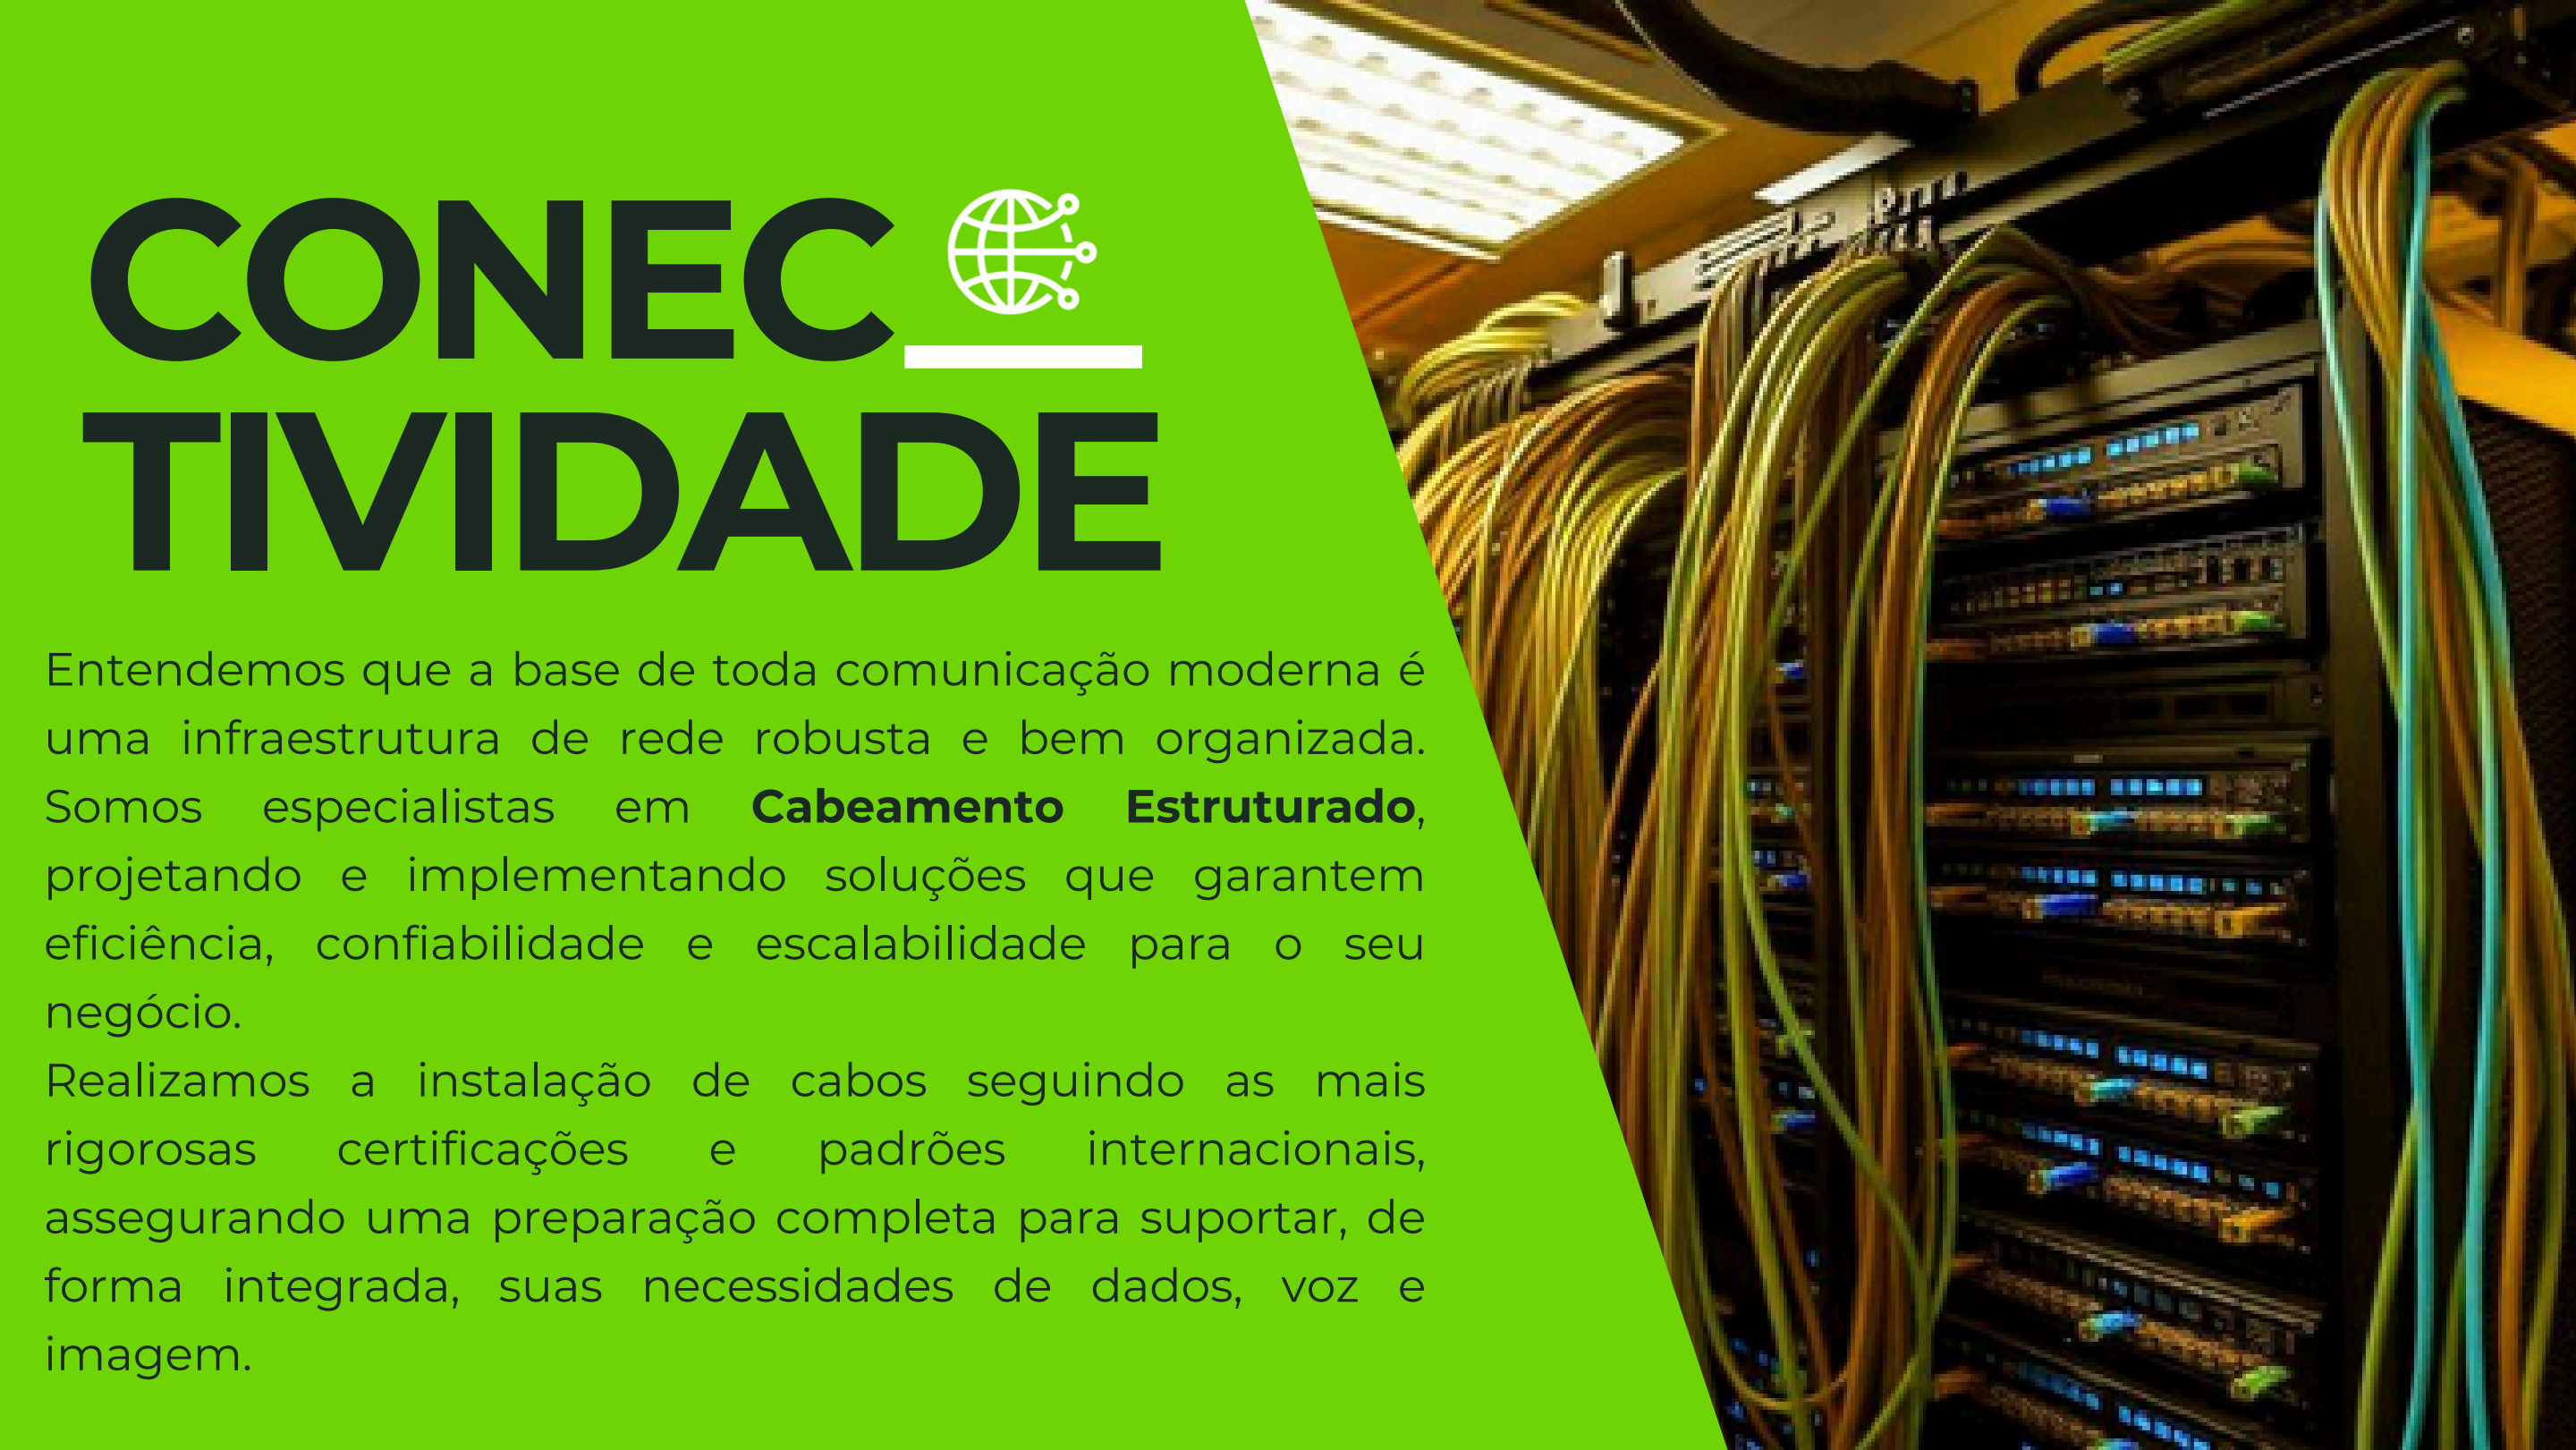 CONEC
TIVIDADE
Entendemos que a base de toda comunicação moderna é
uma infraestrutura de rede robusta e bem organizada.
Somos especialistas em Cabeamento Estruturado,
projetando e implementando soluções que garantem
eficiência, confiabilidade e escalabilidade para o seu
negócio.
Realizamos a instalação de cabos seguindo as mais
rigorosas certificações e padrões internacionais,
assegurando uma preparação completa para suportar, de
forma integrada, suas necessidades de dados, voz e
imagem.